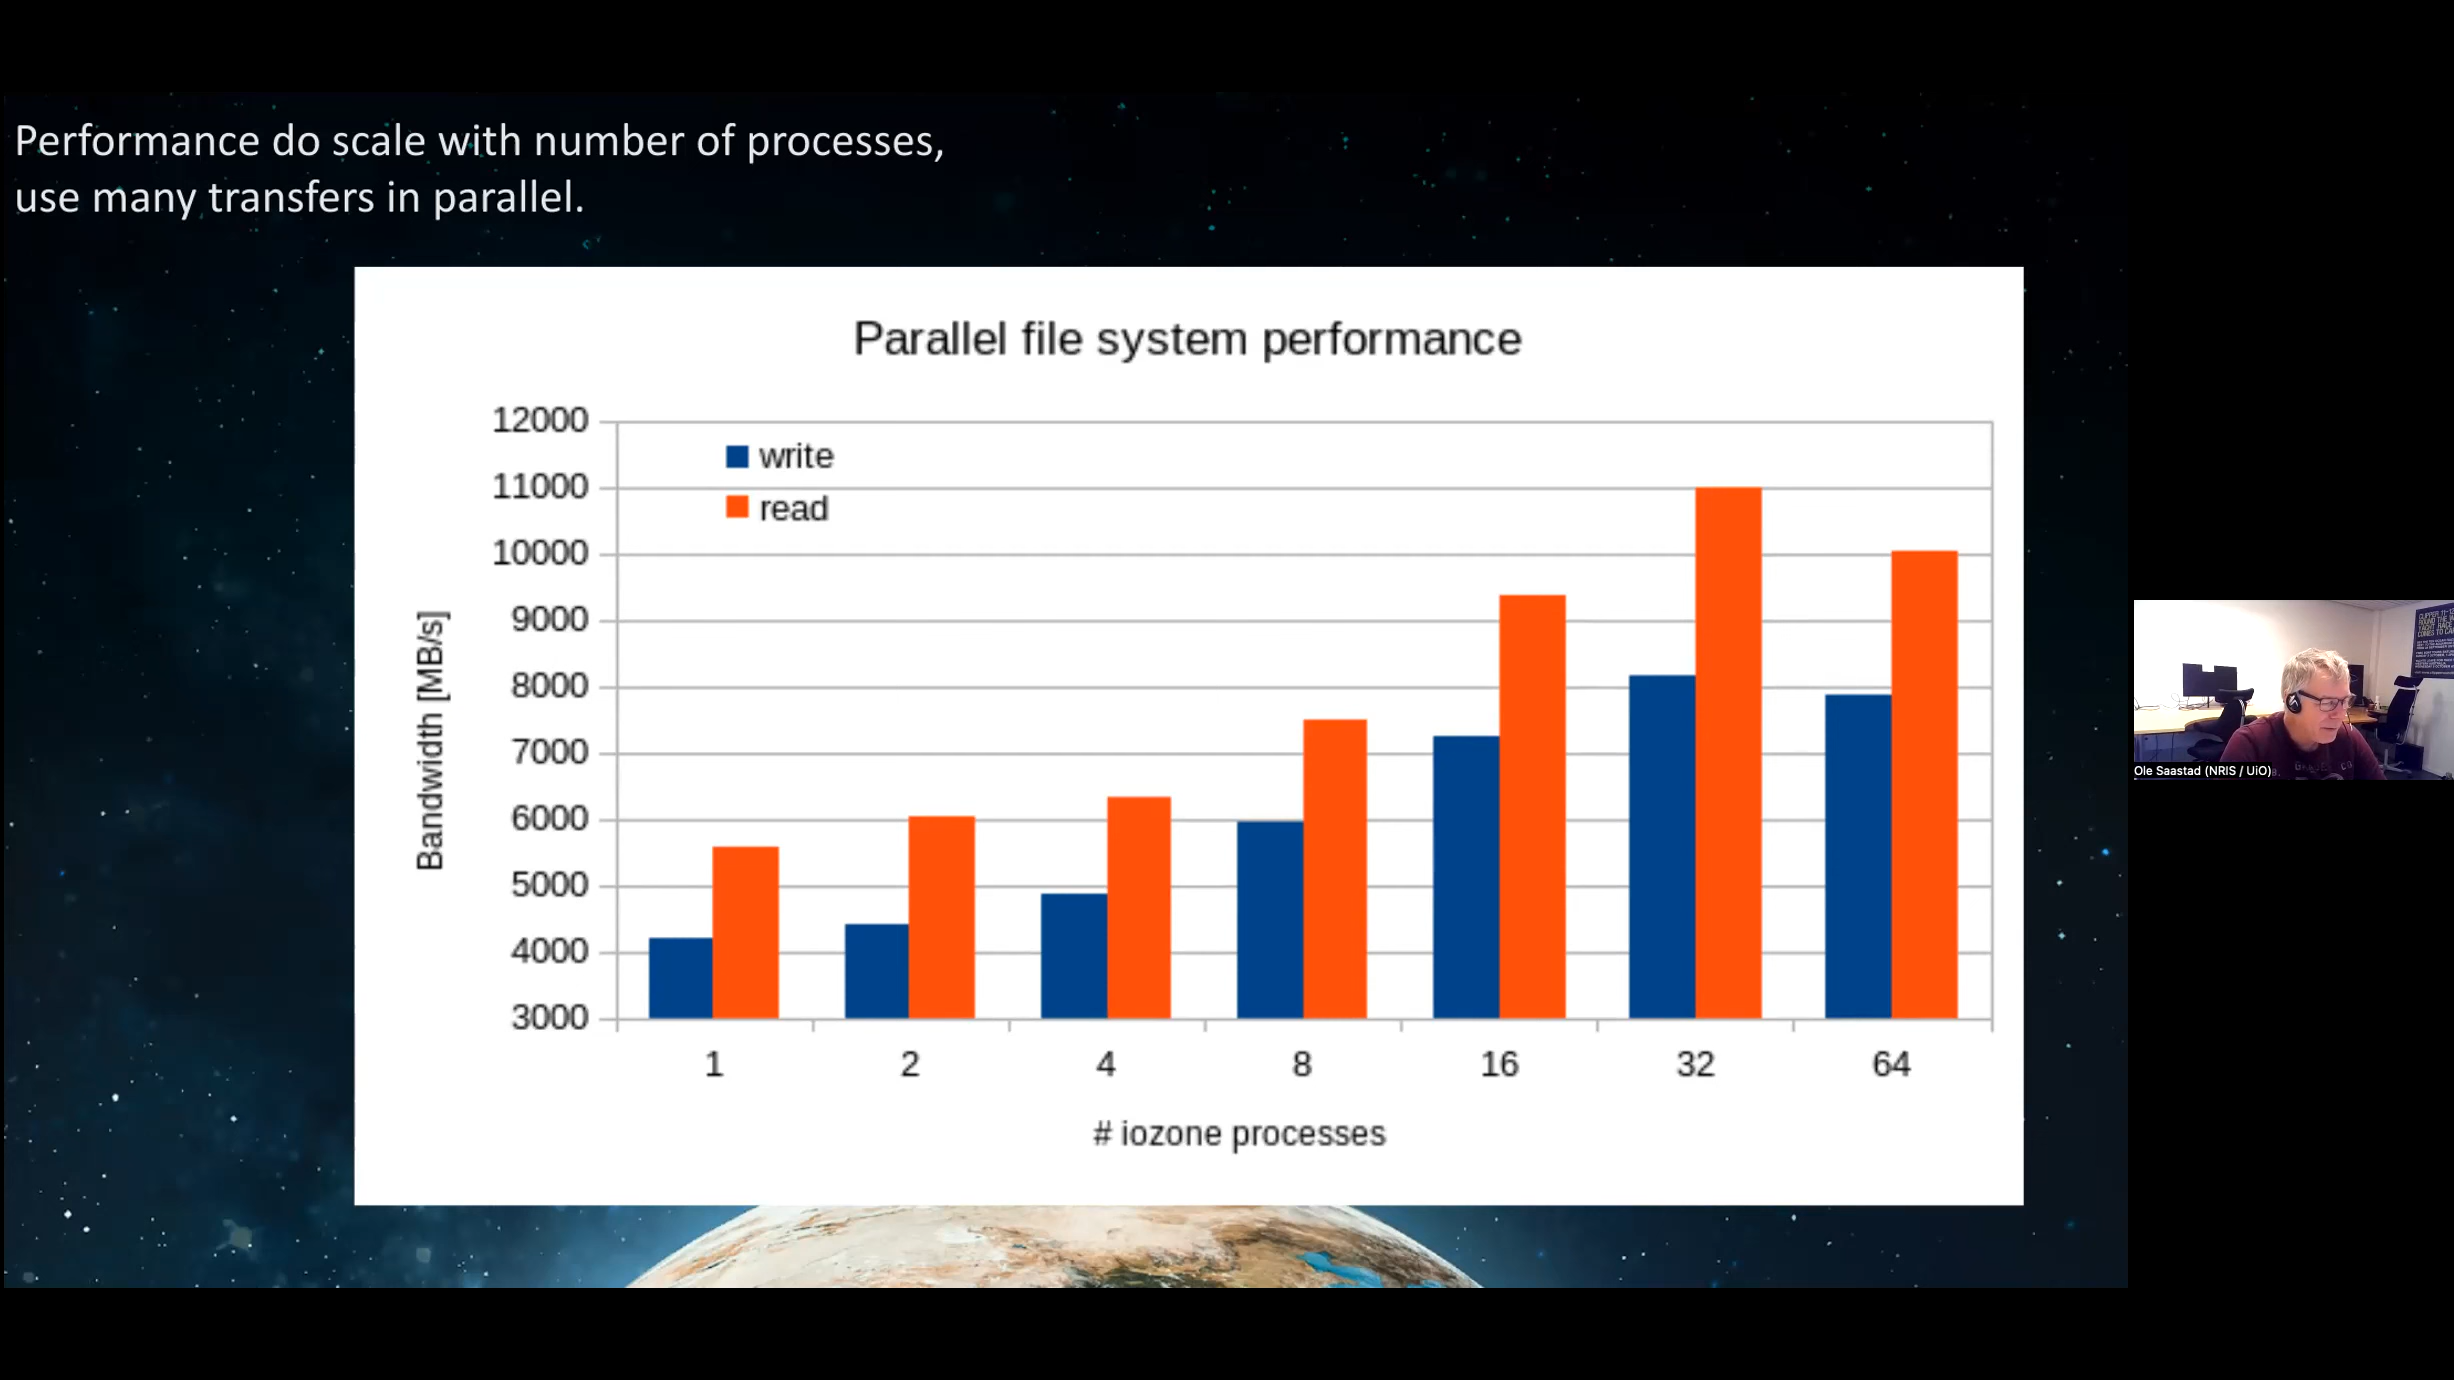 Performance do scale with number of processes,
use many transfers in parallel.
Parallel file system performance
12000
11000
10000
9000
8000
7000
6000
5000
4000
3000
write
read
Bandwidth [MB/s]
1 2 4 8 16 32 64
# iozone processes
Ole Saastad (NRIS / UiO)